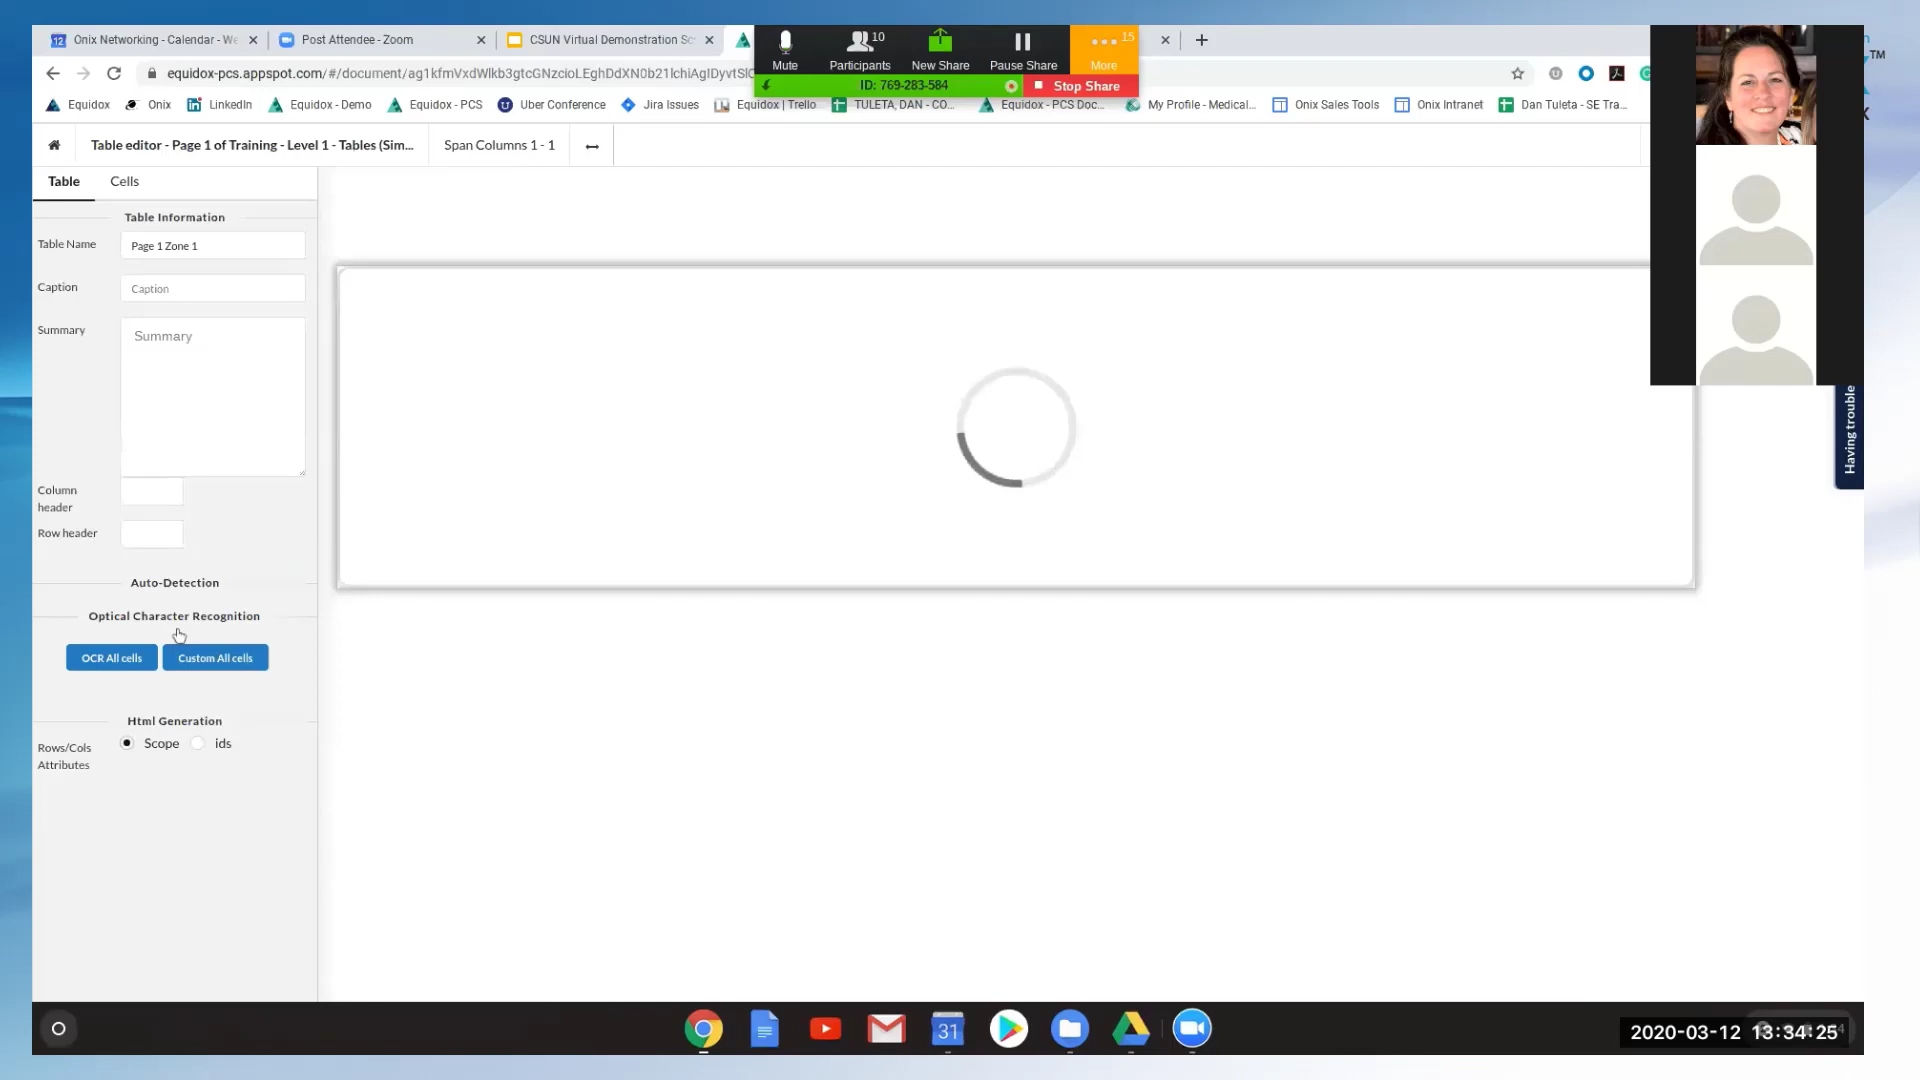 Onix Networking - Calendar - We
Post Attendee - Zoom
CSUN Virtual Demonstration Sc
10
15
Mute
Participants
New Share
Pause Share
More
ID: 769-283-584
Stop Share
Equidox
Onix
LinkedIn
Equidox - Demo
Equidox - PCS
Uber Conference
Jira Issues
Equidox | Trello
TULETA, DAN - CO...
Equidox - PCS Doc...
My Profile - Medical...
Onix Sales Tools
Onix Intranet
Dan Tuleta - SE Tra...
Table editor - Page 1 of Training - Level 1 - Tables (Sim...
Span Columns 1 - 1
Table
Cells
Table Information
Table Name
Page 1 Zone 1
Caption
Caption
Summary
Summary
Column
header
Row header
Auto-Detection
Optical Character Recognition
OCR All cells
Custom All cells
Html Generation
Rows/Cols
Attributes
Scope
ids
Having trouble
31
2020-03-12 13:34:25